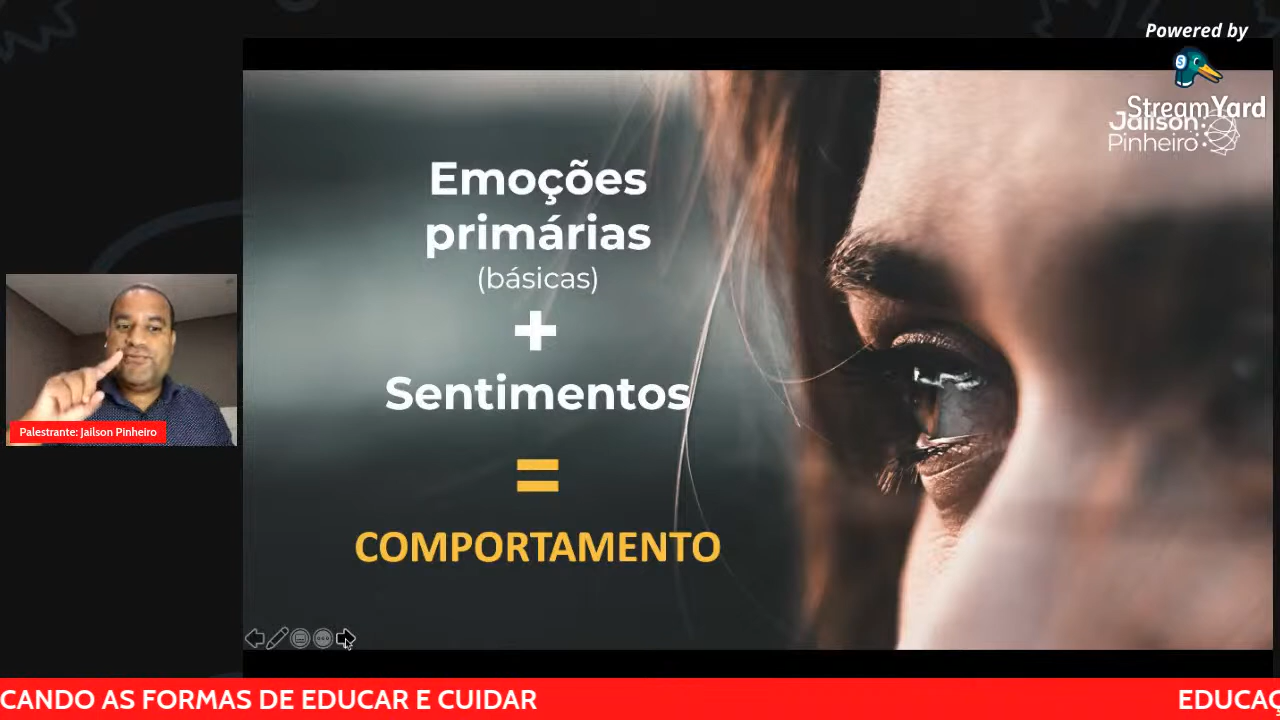 Powered by
StreamYard
Jailson
Pinheiro
Emoções
primárias
(básicas)
+
Sentimentos
=
COMPORTAMENTO
Palestrante: Jailson Pinheiro
CANDO AS FORMAS DE EDUCAR E CUIDAR
EDUCAÇ